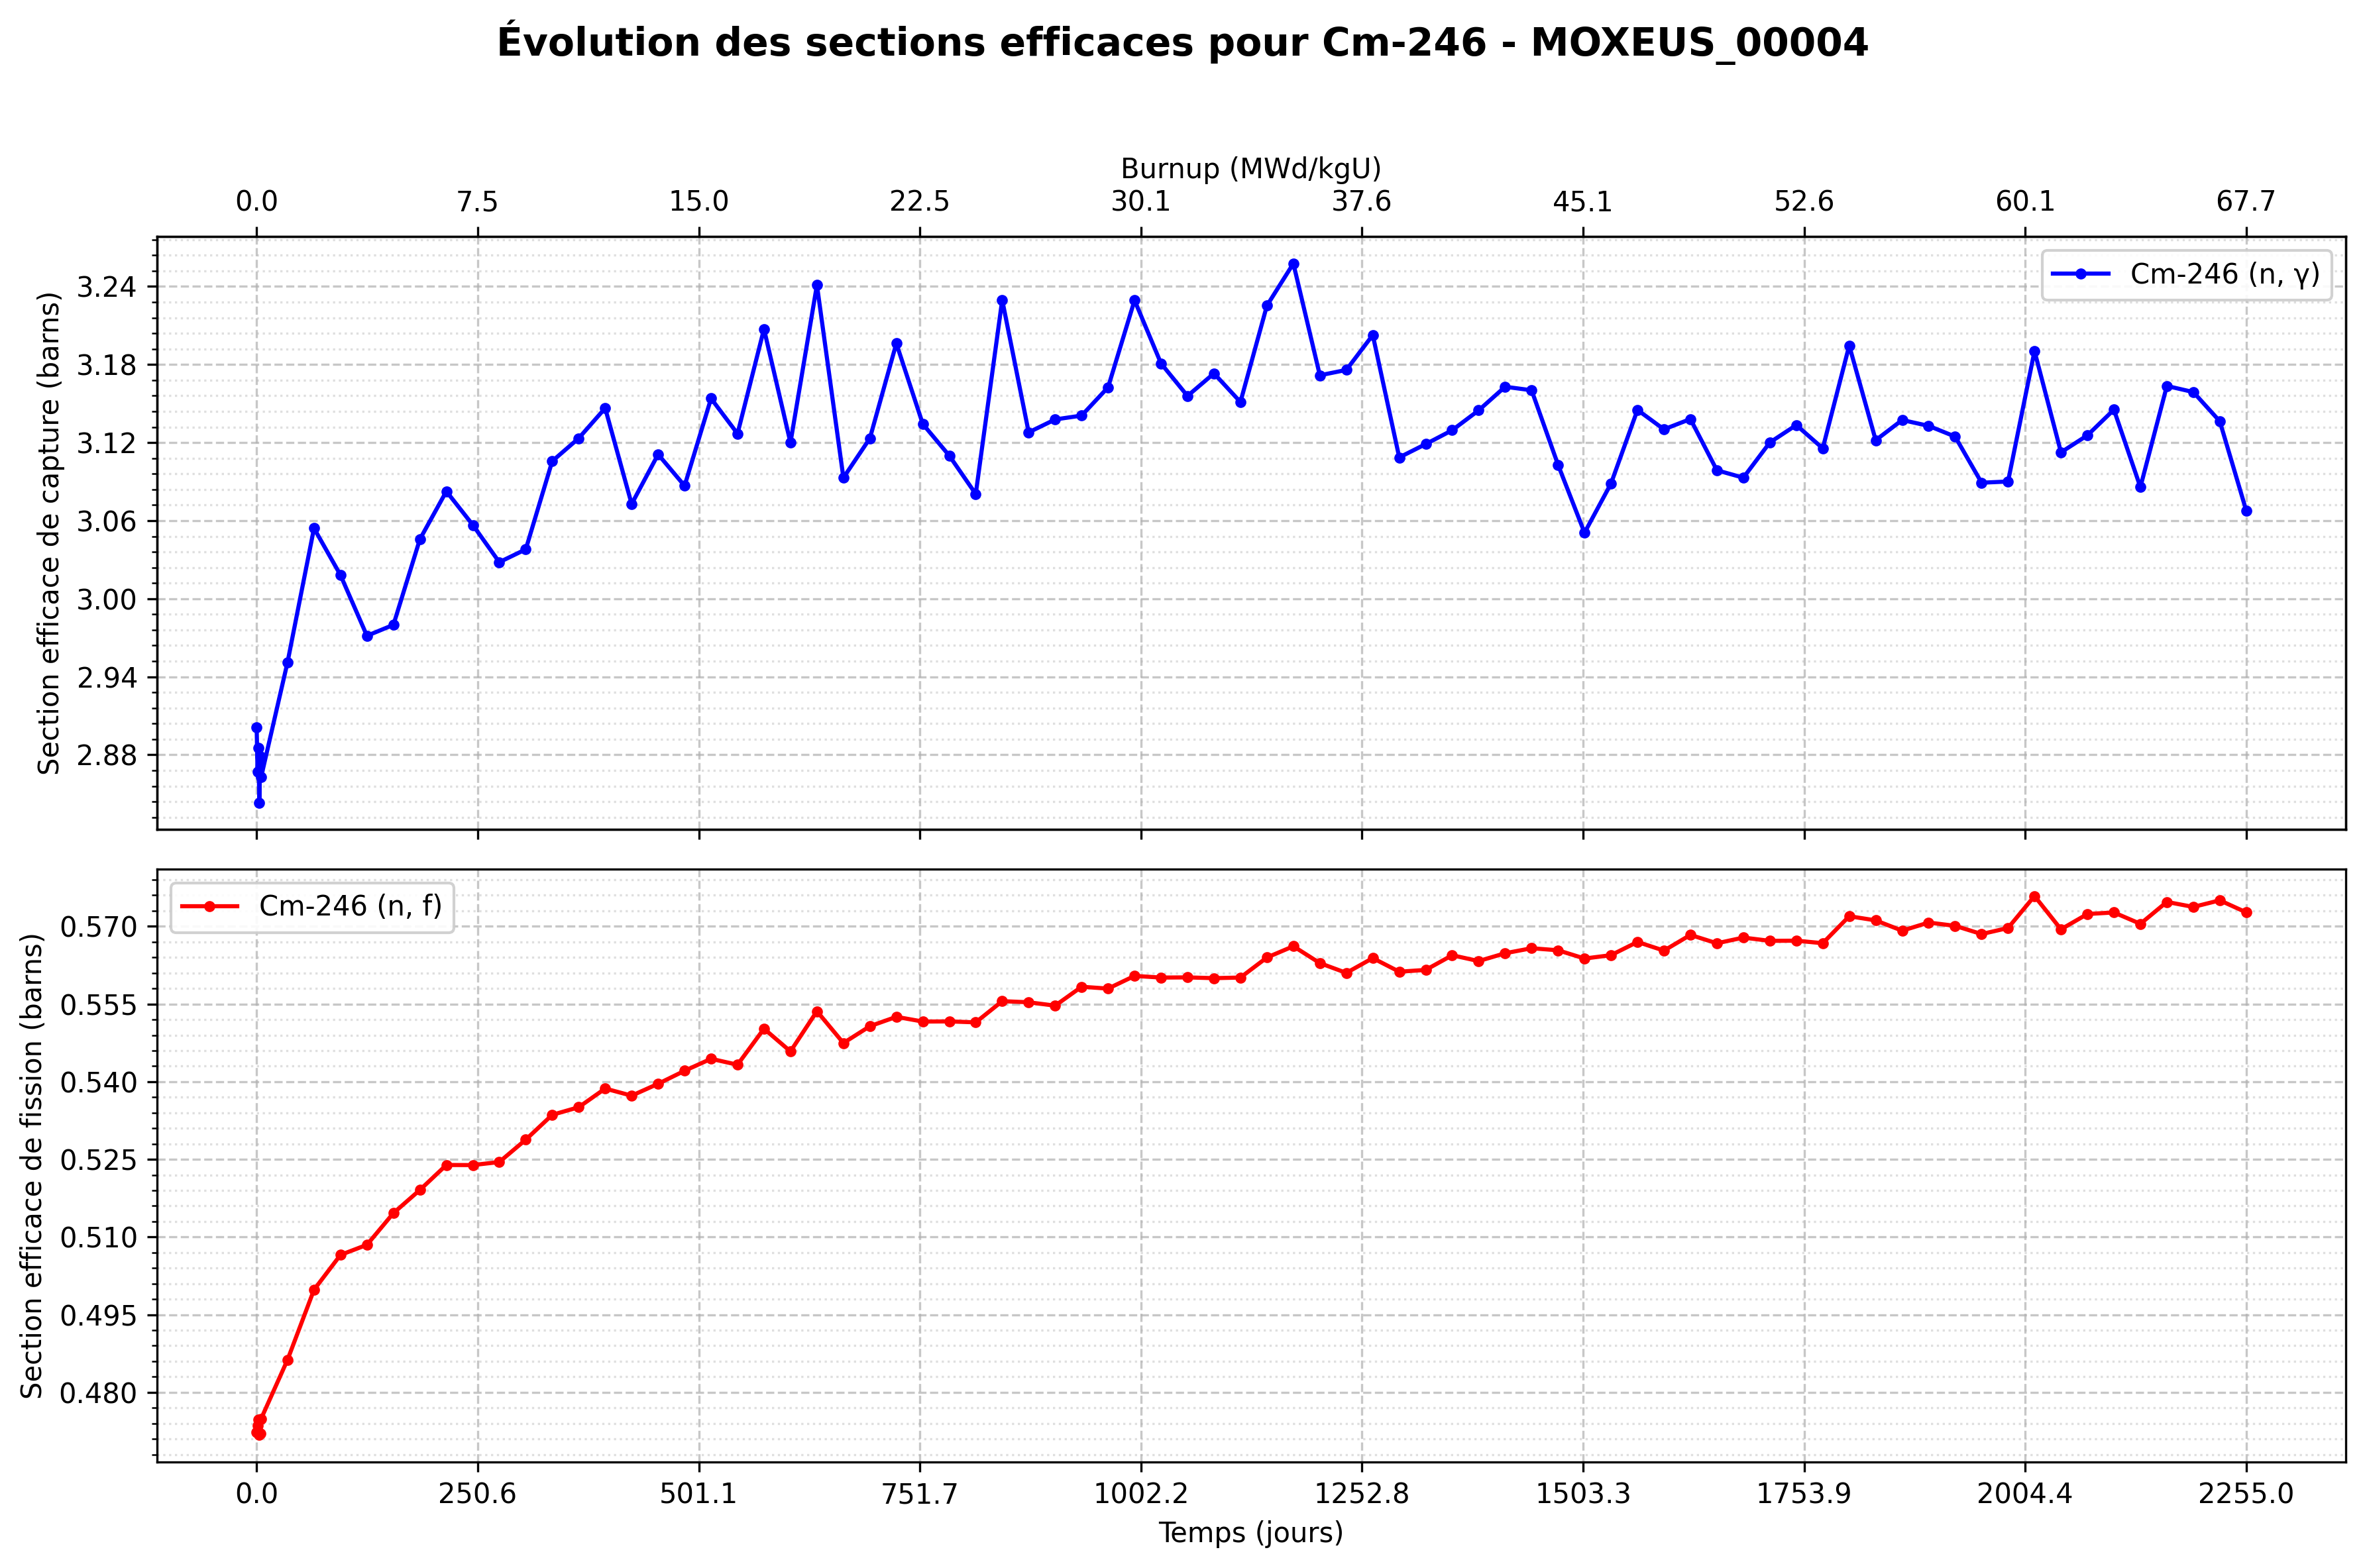 Évolution des sections efficaces pour Cm-246 - MOXEUS_00004
Burnup (MWd/kgU)
0.0 7.5 15.0 22.5 30.1 37.6 45.1 52.6 60.1 67.7
Section efficace de capture (barns)
3.24
3.18
3.12
3.06
3.00
2.94
2.88
Cm-246 (n, γ)
Section efficace de fission (barns)
0.570
0.555
0.540
0.525
0.510
0.495
0.480
Cm-246 (n, f)
0.0 250.6 501.1 751.7 1002.2 1252.8 1503.3 1753.9 2004.4 2255.0
Temps (jours)